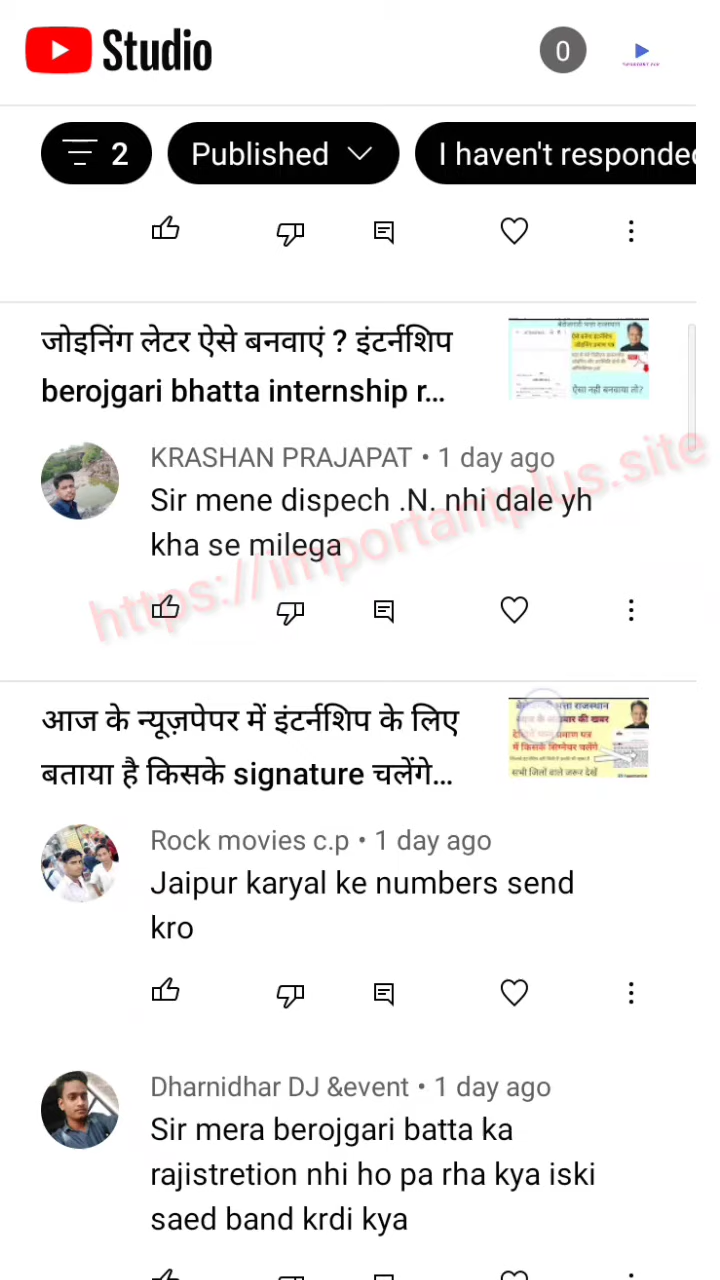 Studio
0
2
Published
I haven't responded
जोइनिंग लेटर ऐसे बनवाएं ? इंटर्नशिप
berojgari bhatta internship r...
KRASHAN PRAJAPAT • 1 day ago
Sir mene dispech .N. nhi dale yh
kha se milega
https://importantplus.site
आज के न्यूज़पेपर में इंटर्नशिप के लिए
बताया है किसके signature चलेंगे...
Rock movies c.p • 1 day ago
Jaipur karyal ke numbers send
kro
Dharnidhar DJ &event • 1 day ago
Sir mera berojgari batta ka
rajistretion nhi ho pa rha kya iski
saed band krdi kya